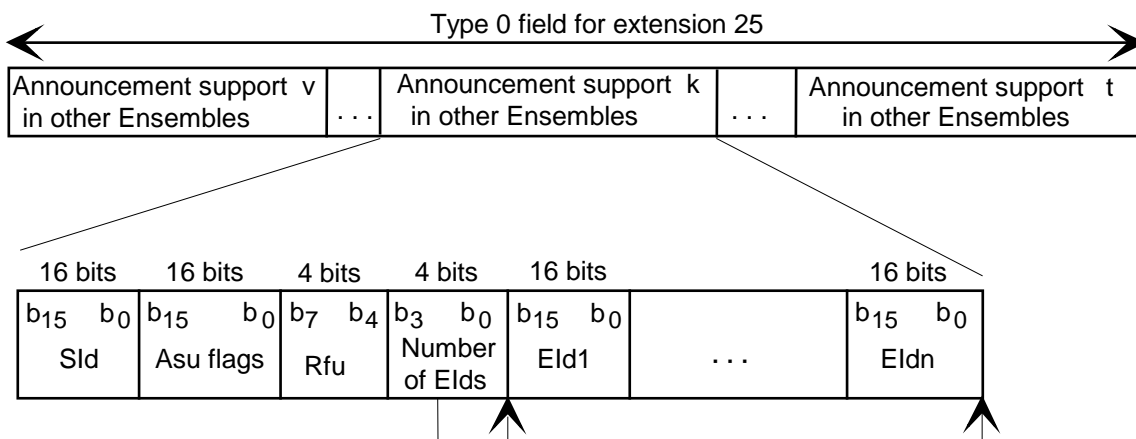 Type 0 field for extension 25
Announcement support v
in other Ensembles
. . .
Announcement support k
in other Ensembles
. . .
Announcement support t
in other Ensembles
16 bits 16 bits 4 bits 4 bits 16 bits 16 bits
b15 b0 b15 b0 b7 b4 b3 b0 b15 b0 b15 b0
SId Asu flags Rfu Number of EIds EId1 . . . EIdn